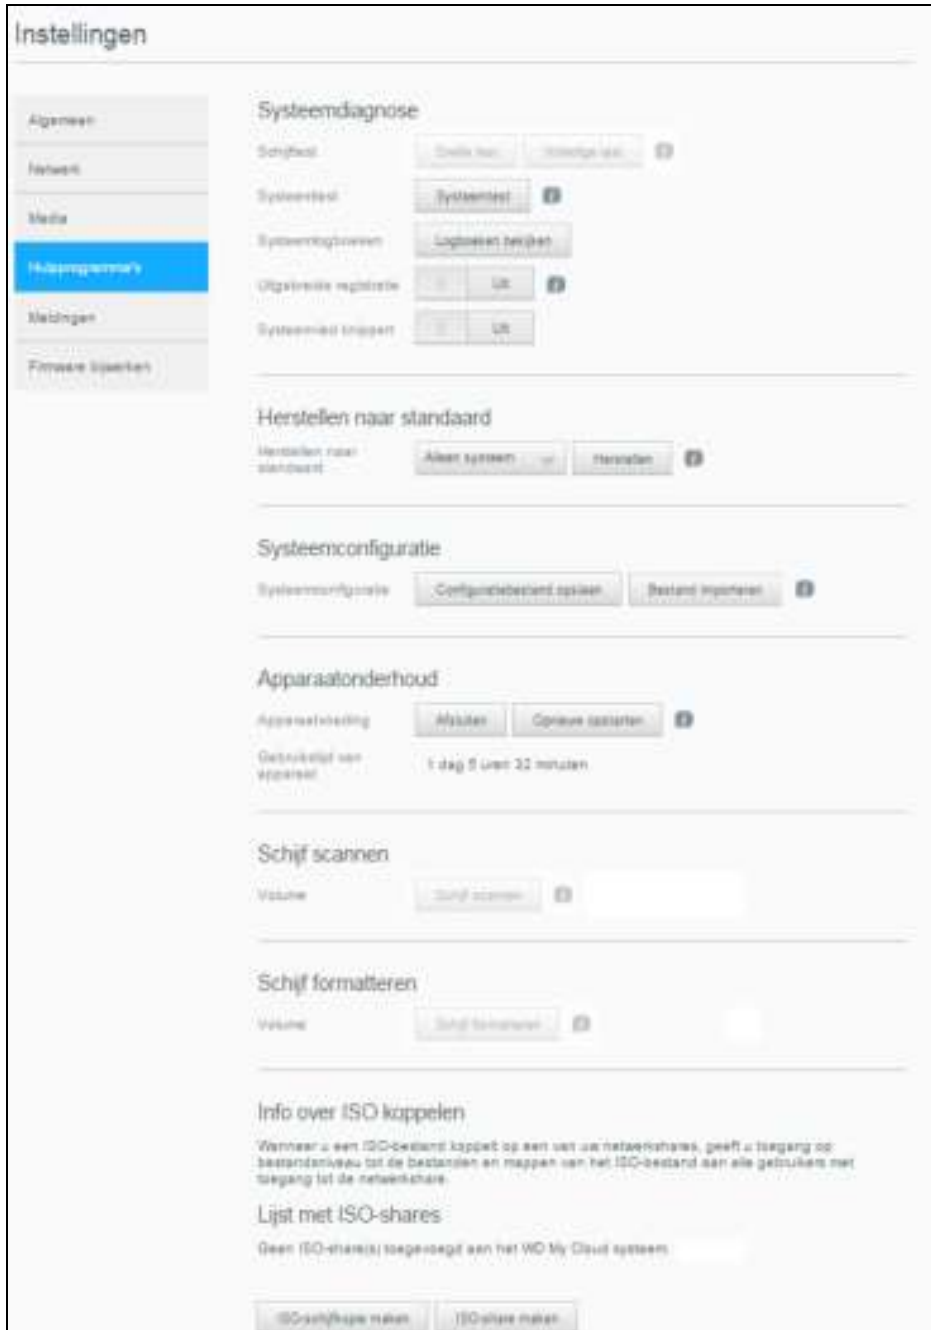 Instellingen
Algemeen
Netwerk
Media
Hulpprogramma's
Meldingen
Firmware bijwerken
Systeemdiagnose
Schijftest
Snelle test
Volledige test
Systeemtest
Systeemtest
Systeemlogboeken
Logboeken bekijken
Uitgebreide registratie
Uit
Uit
Herstellen naar standaard
Herstellen naar
standaard
Alleen systeem
Herstellen
Systeemconfiguratie
Systeemconfiguratie
Configuratiebestand opslaan
Bestand importeren
Apparaatonderhoud
Apparaatvoeding
Afsluiten
Opnieuw opstarten
Gebruikstijd van
apparaat
1 dag 5 uren 32 minuten
Schijf scannen
Volume
Schijf scannen
Schijf formatteren
Volume
Schijf formatteren
Info over ISO koppelen
Wanneer u een ISO-bestand koppelt op een van uw netwerkshares, geeft u toegang op
bestandsniveau tot de bestanden en mappen van het ISO-bestand aan alle gebruikers met
toegang tot de netwerkshare.
Lijst met ISO-shares
Geen ISO-share(s) toegevoegd aan het WD My Cloud systeem.
ISO-schijfkopie maken
ISO-share maken